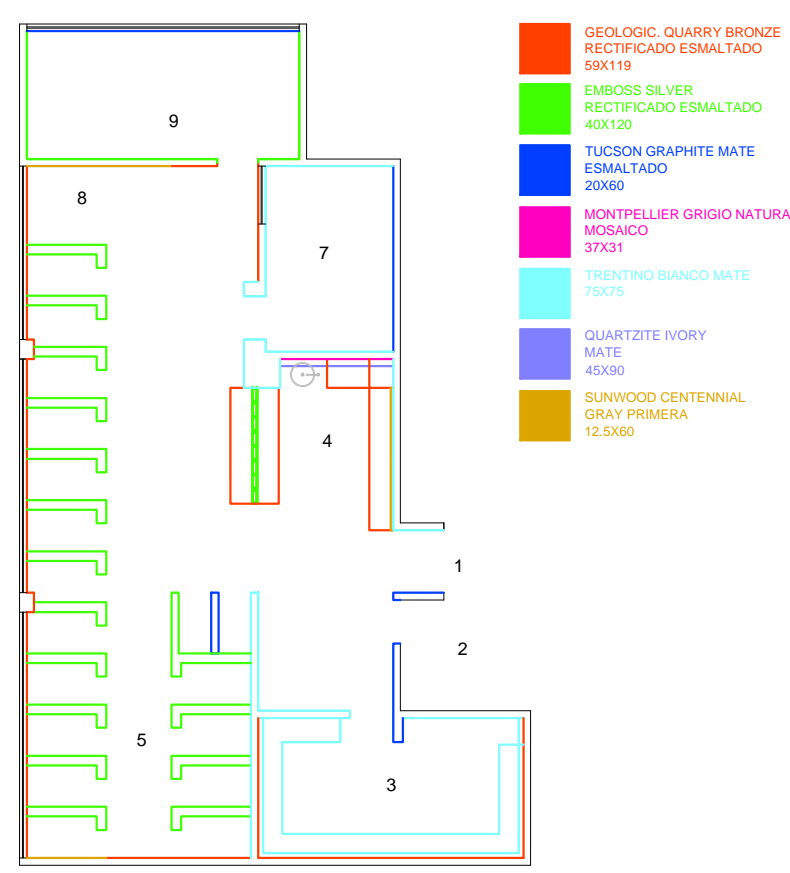 GEOLOGIC. QUARRY BRONZE
RECTIFICADO ESMALTADO
59X119
EMBOSS SILVER
RECTIFICADO ESMALTADO
40X120
TUCSON GRAPHITE MATE
ESMALTADO
20X60
MONTPELLIER GRIGIO NATURA
MOSAICO
37X31
TRENTINO BIANCO MATE
75X75
QUARTZITE IVORY
MATE
45X90
SUNWOOD CENTENNIAL
GRAY PRIMERA
12.5X60
9
8
7
4
1
2
5
3